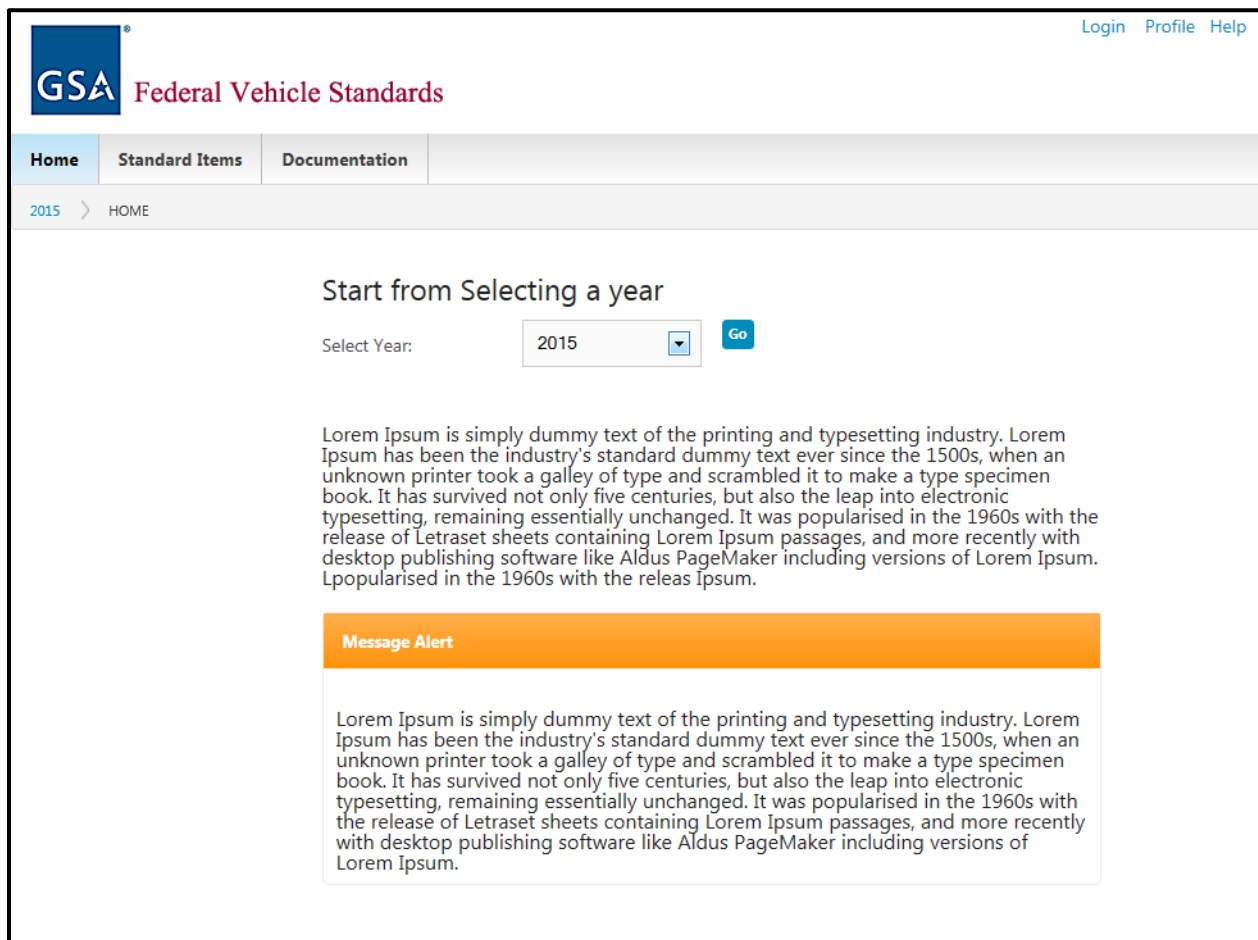 Login Profile Help
GSA ®
Federal Vehicle Standards
Home Standard Items Documentation
2015 HOME
Start from Selecting a year
Select Year: 2015 Go
Lorem Ipsum is simply dummy text of the printing and typesetting industry. Lorem
Ipsum has been the industry's standard dummy text ever since the 1500s, when an
unknown printer took a galley of type and scrambled it to make a type specimen
book. It has survived not only five centuries, but also the leap into electronic
typesetting, remaining essentially unchanged. It was popularised in the 1960s with the
release of Letraset sheets containing Lorem Ipsum passages, and more recently with
desktop publishing software like Aldus PageMaker including versions of Lorem Ipsum.
Lpopularised in the 1960s with the releas Ipsum.
Message Alert
Lorem Ipsum is simply dummy text of the printing and typesetting industry. Lorem
Ipsum has been the industry's standard dummy text ever since the 1500s, when an
unknown printer took a galley of type and scrambled it to make a type specimen
book. It has survived not only five centuries, but also the leap into electronic
typesetting, remaining essentially unchanged. It was popularised in the 1960s with
the release of Letraset sheets containing Lorem Ipsum passages, and more recently
with desktop publishing software like Aldus PageMaker including versions of
Lorem Ipsum.